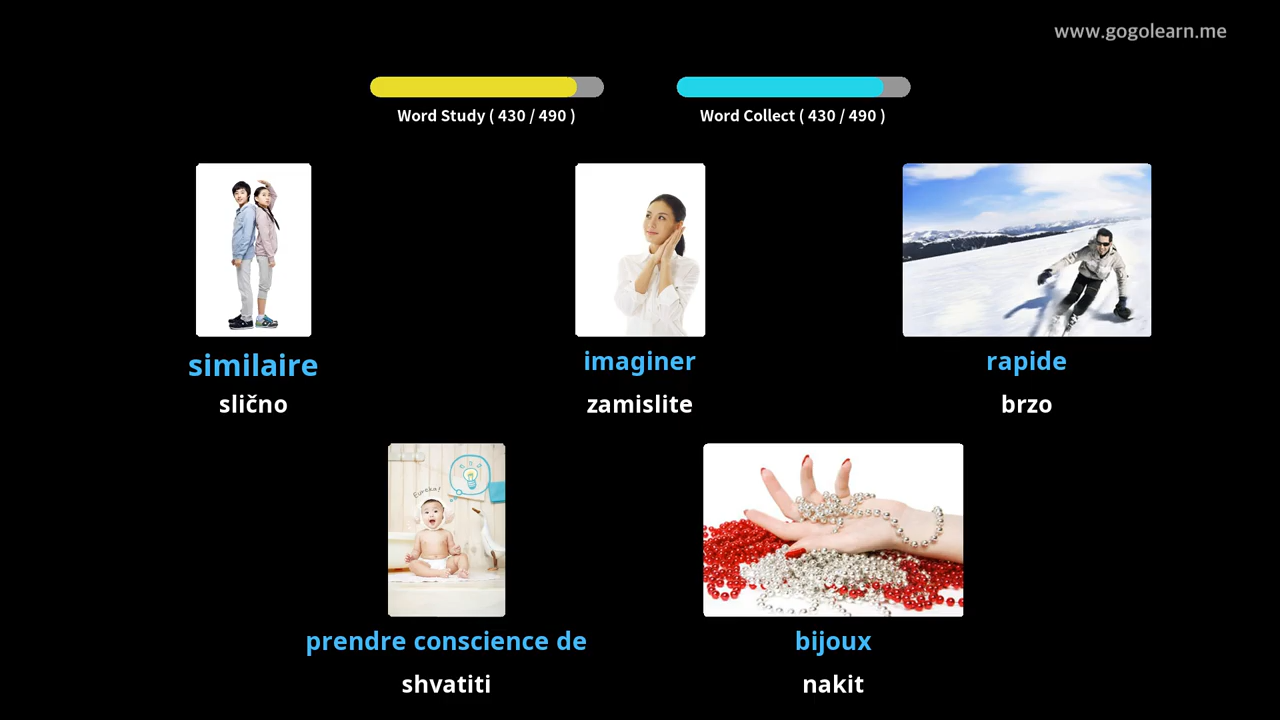 www.gogolearn.me
Word Study ( 430 / 490 )
Word Collect ( 430 / 490 )
similaire
imaginer
rapide
slično
zamislite
brzo
Eureka!
prendre conscience de
bijoux
shvatiti
nakit